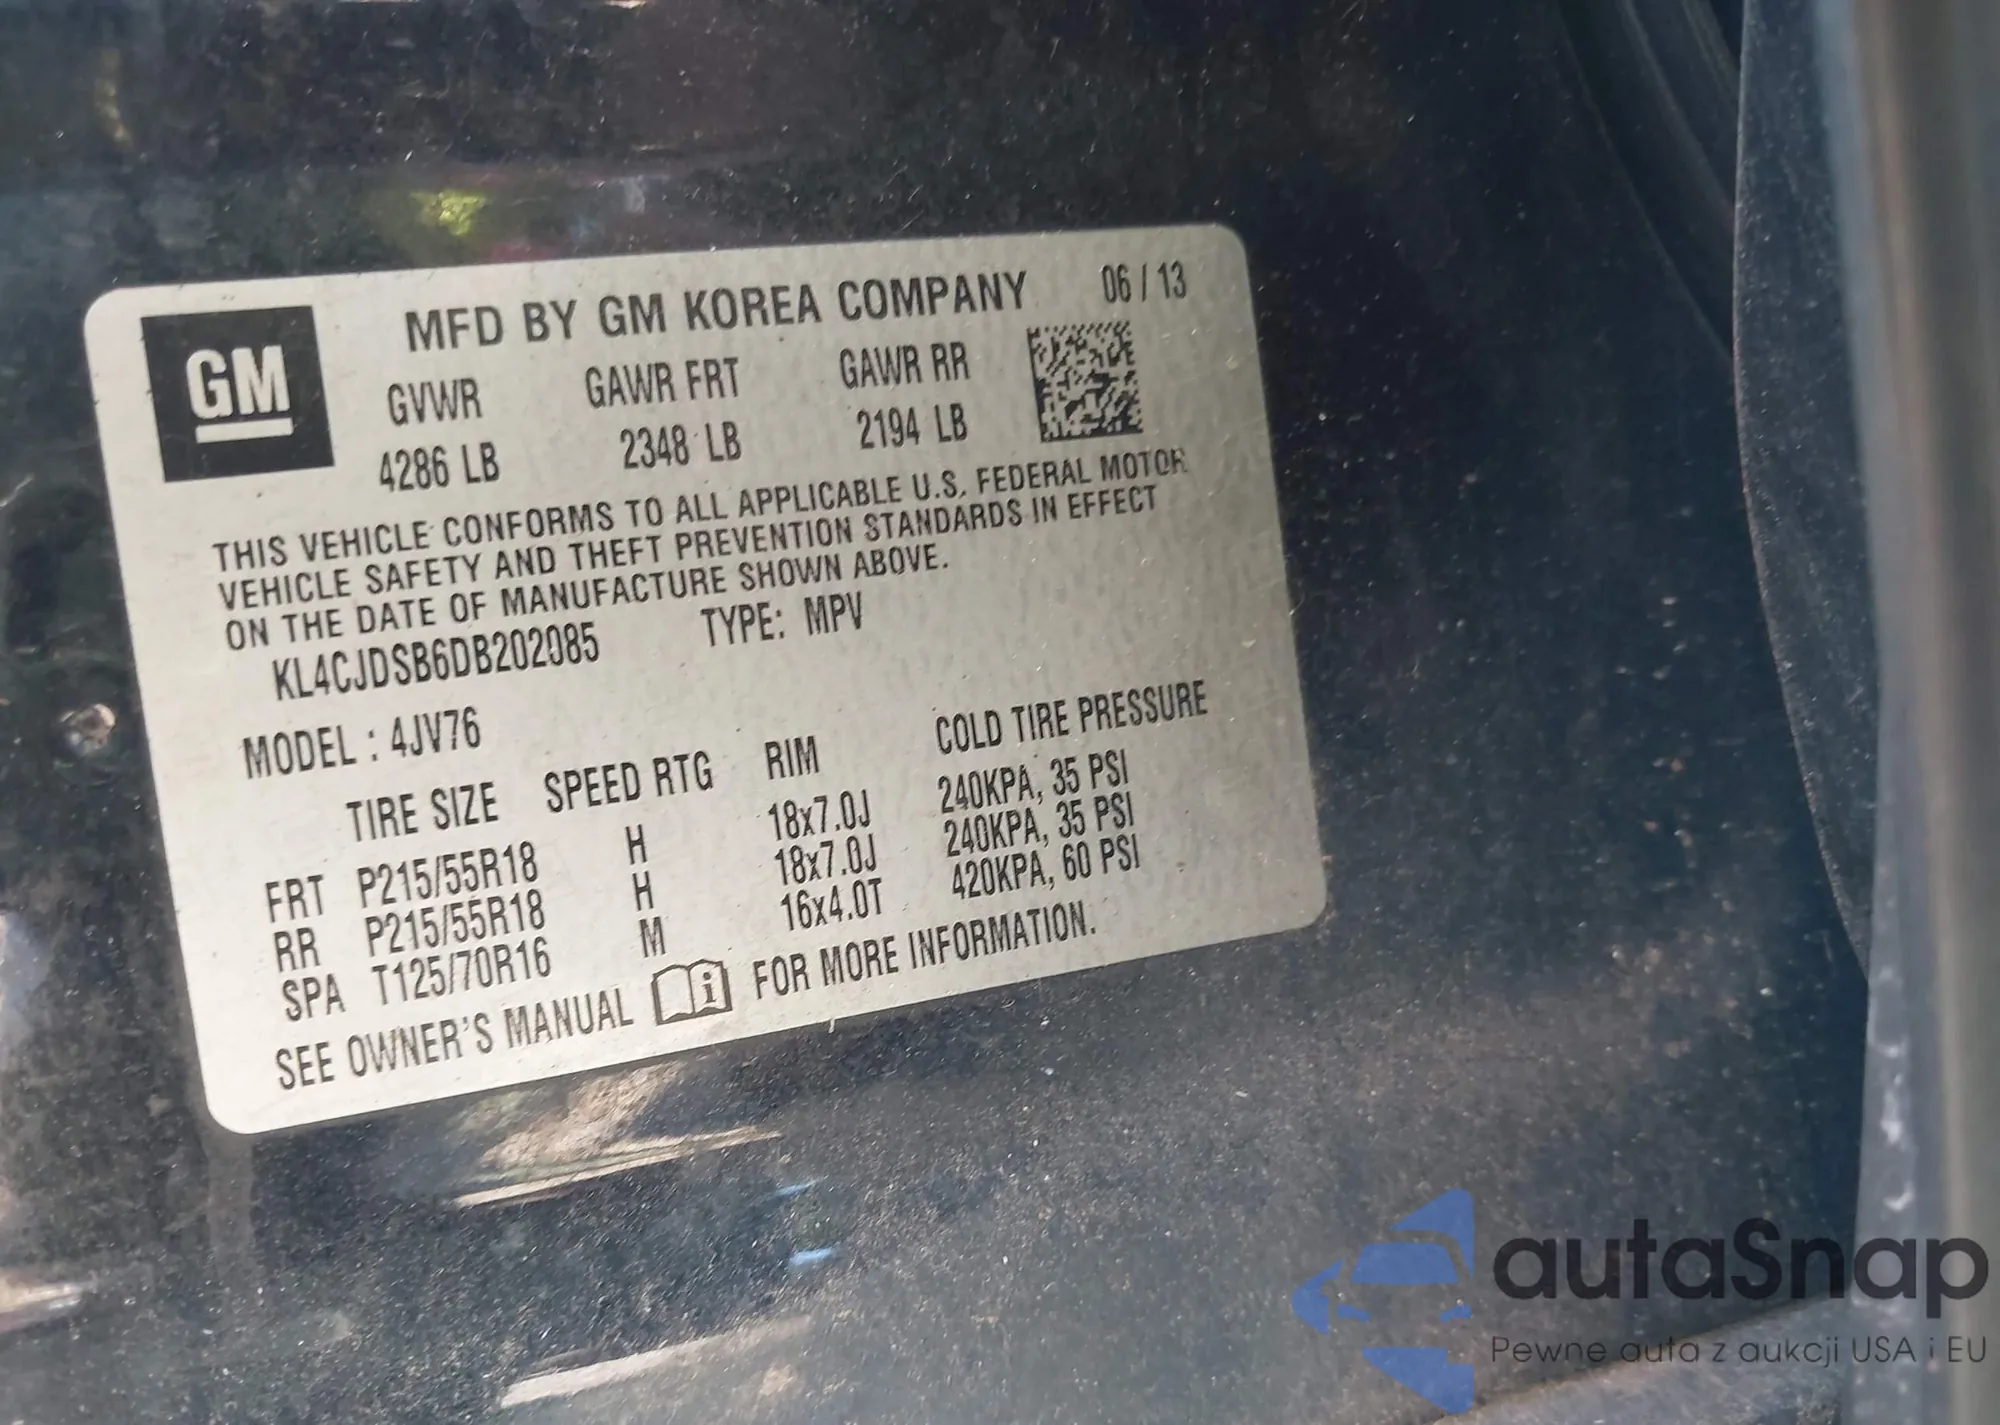 GM
MFD BY GM KOREA COMPANY 06 / 13
GVWR GAWR FRT GAWR RR
4286 LB 2348 LB 2194 LB
THIS VEHICLE CONFORMS TO ALL APPLICABLE U.S. FEDERAL MOTOR
VEHICLE SAFETY AND THEFT PREVENTION STANDARDS IN EFFECT
ON THE DATE OF MANUFACTURE SHOWN ABOVE.
KL4CJDSB6DB202085 TYPE: MPV
MODEL : 4JV76
TIRE SIZE SPEED RTG RIM COLD TIRE PRESSURE
FRT P215/55R18 H 18x7.0J 240KPA, 35 PSI
RR P215/55R18 H 18x7.0J 240KPA, 35 PSI
SPA T125/70R16 M 16x4.0T 420KPA, 60 PSI
SEE OWNER'S MANUAL i FOR MORE INFORMATION.
autaSnap
Pewne auta z aukcji USA i EU